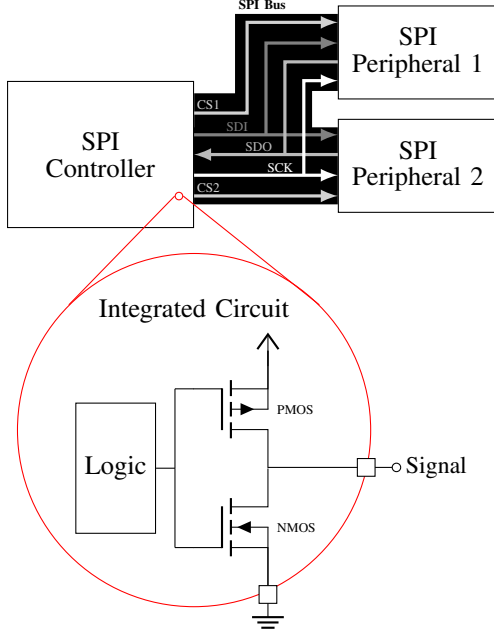 SPI Bus
SPI
Peripheral 1
CS1
SPI
Controller
SDI
SDO
SCK
CS2
SPI
Peripheral 2
Integrated Circuit
PMOS
Logic
Signal
NMOS